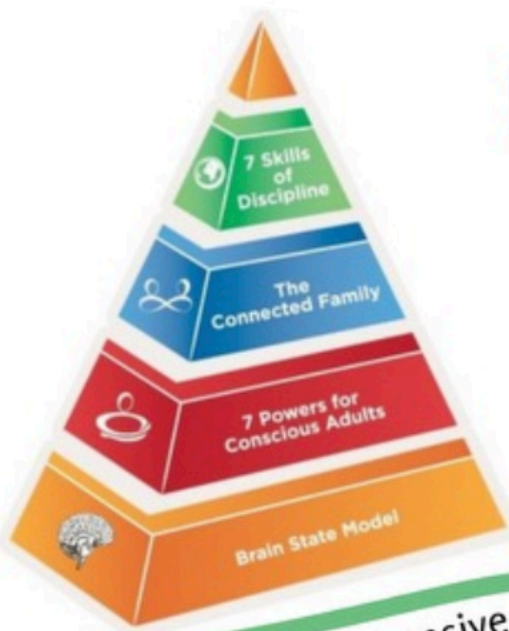 7 Skills
of
Discipline
The
Connected Family
7 Powers for
Conscious Adults
Brain State Model